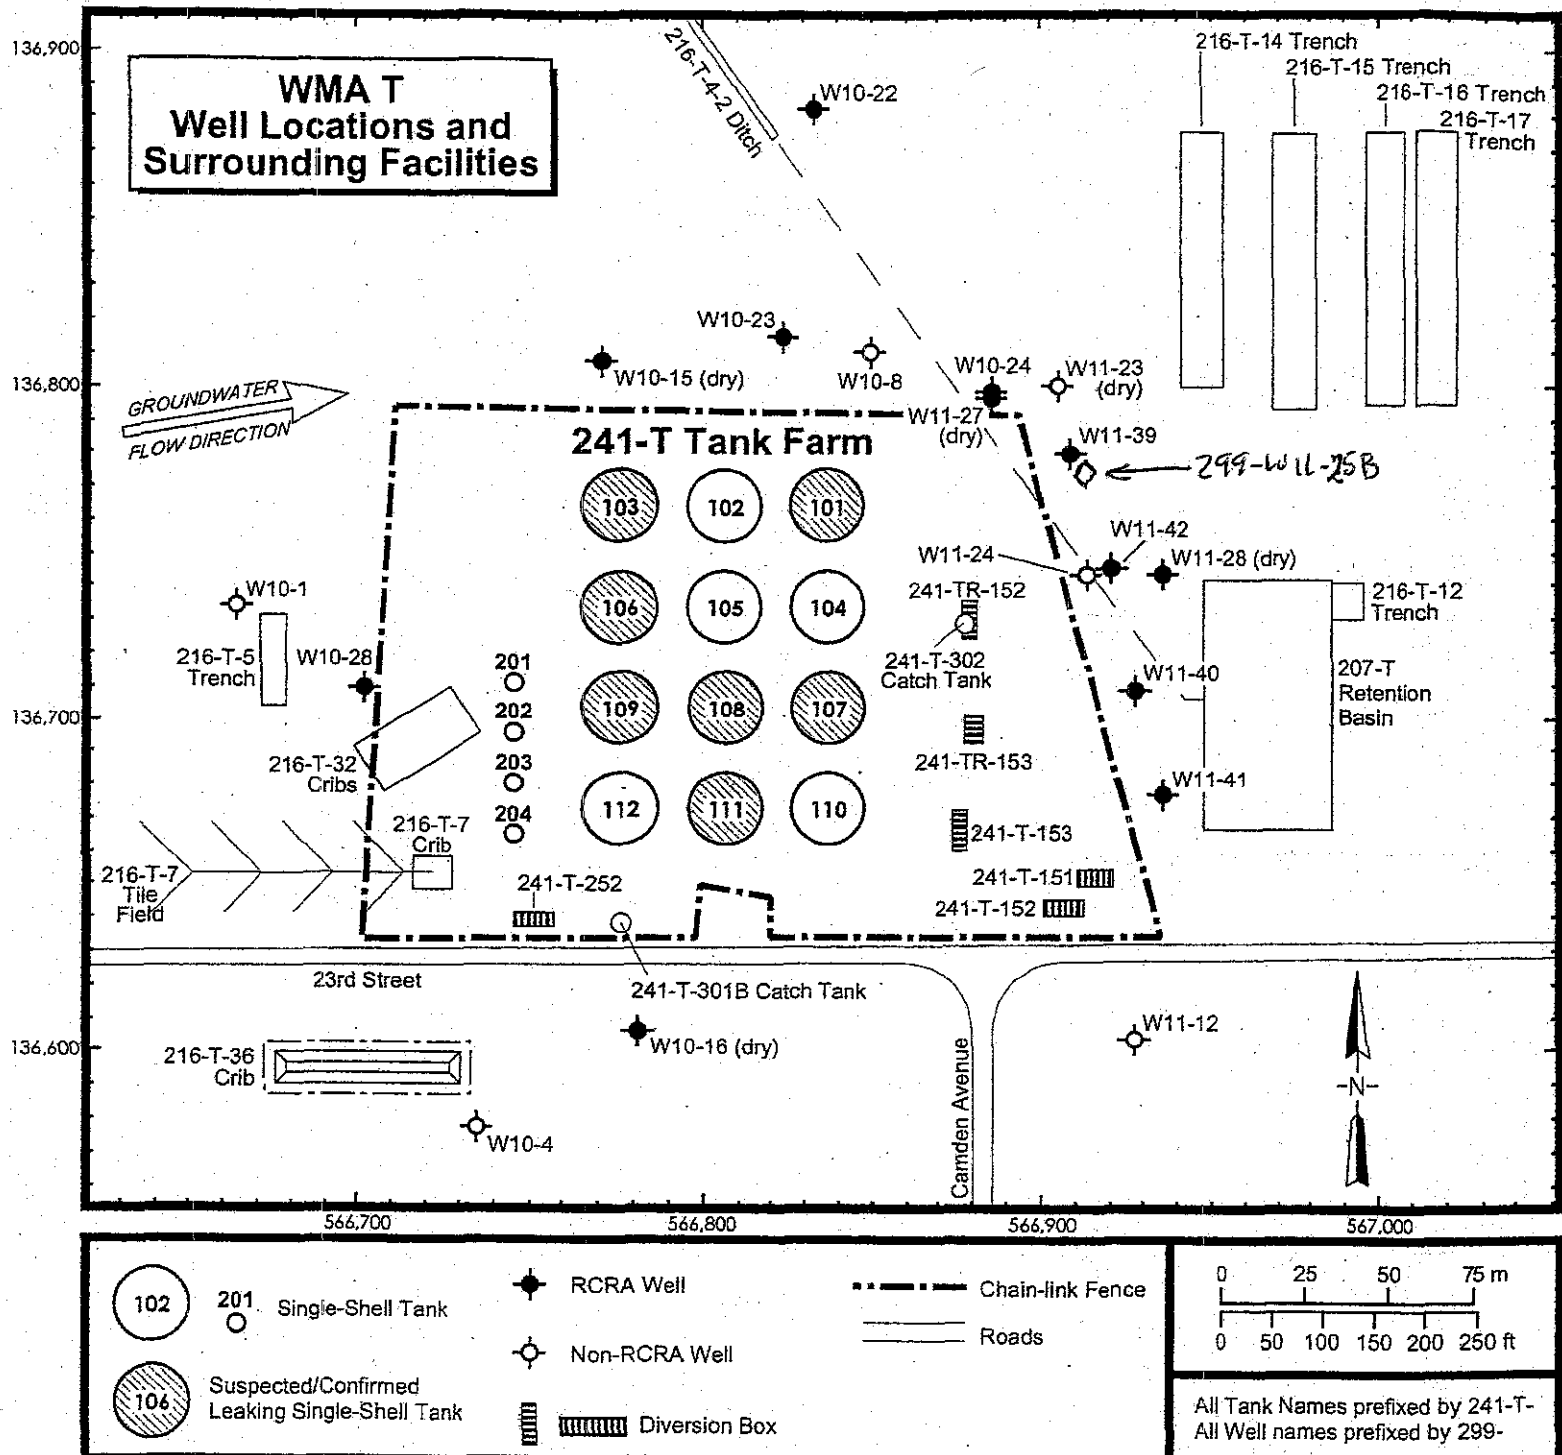 136,900
WMA T
Well Locations and
Surrounding Facilities
216-T-4-2 Ditch
W10-22
216-T-14 Trench
216-T-15 Trench
216-T-16 Trench
216-T-17
Trench
W10-23
W10-15 (dry)
W10-8
W10-24
W11-23
(dry)
136,800
GROUNDWATER
FLOW DIRECTION
W11-27
(dry)
W11-39
299-W11-25B
241-T Tank Farm
103
102
101
W11-42
W11-24
W11-28 (dry)
W10-1
106
105
104
241-TR-152
216-T-12
Trench
216-T-5
Trench
W10-28
201
241-T-302
Catch Tank
W11-40
207-T
Retention
Basin
136,700
202
109
108
107
216-T-32
Cribs
203
241-TR-153
W11-41
204
112
111
110
216-T-7
Crib
241-T-153
216-T-7
Tile
Field
241-T-252
241-T-151
241-T-152
23rd Street
241-T-301B Catch Tank
136,600
216-T-36
Crib
W10-16 (dry)
W11-12
W10-4
Camden Avenue
-N-
566,700
566,800
566,900
567,000
102
201
Single-Shell Tank
RCRA Well
Chain-link Fence
Roads
Non-RCRA Well
106
Suspected/Confirmed
Leaking Single-Shell Tank
Diversion Box
0 25 50 75 m
0 50 100 150 200 250 ft
All Tank Names prefixed by 241-T-
All Well names prefixed by 299-